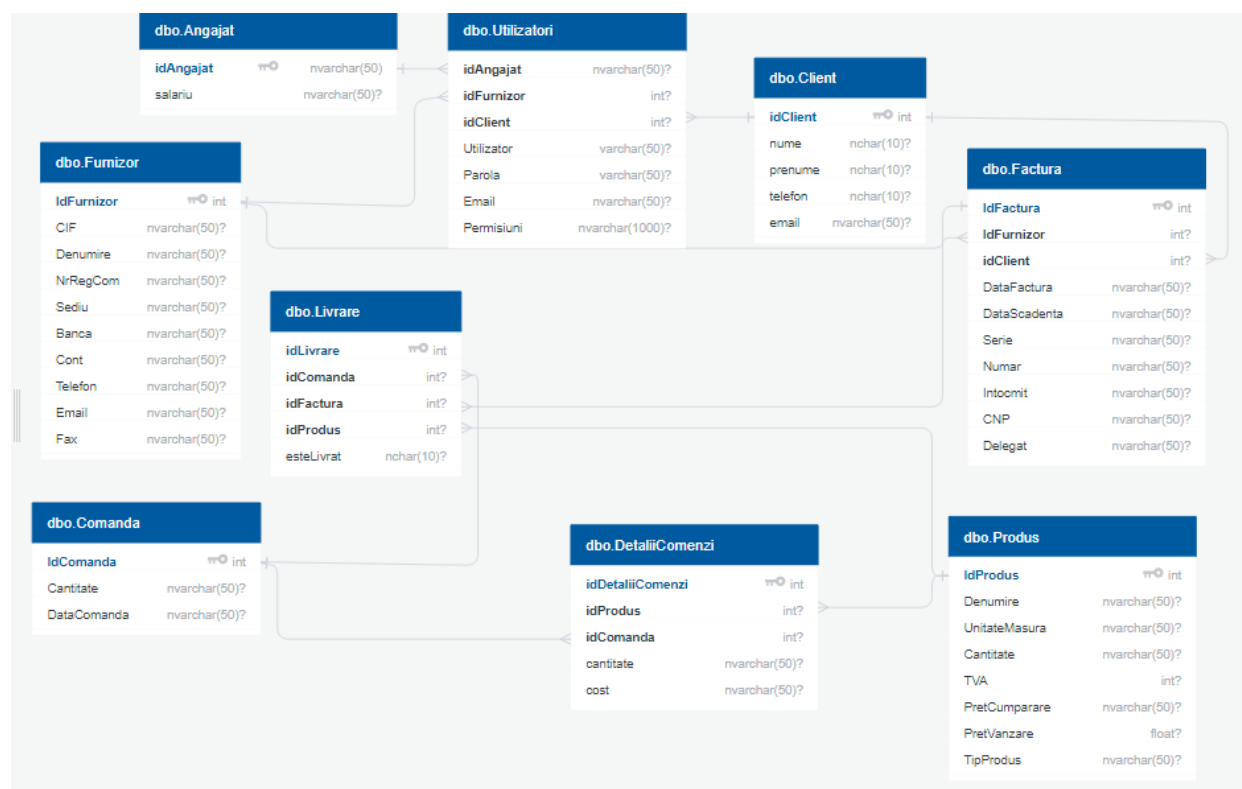 dbo.Angajat
idAngajat nvarchar(50)
salariu nvarchar(50)?
dbo.Utilizatori
idAngajat nvarchar(50)?
idFurnizor int?
idClient int?
Utilizator varchar(50)?
Parola varchar(50)?
Email nvarchar(50)?
Permisiuni nvarchar(1000)?
dbo.Client
idClient int
nume nchar(10)?
prenume nchar(10)?
telefon nchar(10)?
email nvarchar(50)?
dbo.Furnizor
IdFurnizor int
CIF nvarchar(50)?
Denumire nvarchar(50)?
NrRegCom nvarchar(50)?
Sediu nvarchar(50)?
Banca nvarchar(50)?
Cont nvarchar(50)?
Telefon nvarchar(50)?
Email nvarchar(50)?
Fax nvarchar(50)?
dbo.Factura
IdFactura int
IdFurnizor int?
idClient int?
DataFactura nvarchar(50)?
DataScadenta nvarchar(50)?
Serie nvarchar(50)?
Numar nvarchar(50)?
Intocmit nvarchar(50)?
CNP nvarchar(50)?
Delegat nvarchar(50)?
dbo.Livrare
idLivrare int
idComanda int?
idFactura int?
idProdus int?
esteLivrat nchar(10)?
dbo.Comanda
IdComanda int
Cantitate nvarchar(50)?
DataComanda nvarchar(50)?
dbo.DetaliiComenzi
idDetaliiComenzi int
idProdus int?
idComanda int?
cantitate nvarchar(50)?
cost nvarchar(50)?
dbo.Produs
IdProdus int
Denumire nvarchar(50)?
UnitateMasura nvarchar(50)?
Cantitate nvarchar(50)?
TVA int?
PretCumparare nvarchar(50)?
PretVanzare float?
TipProdus nvarchar(50)?